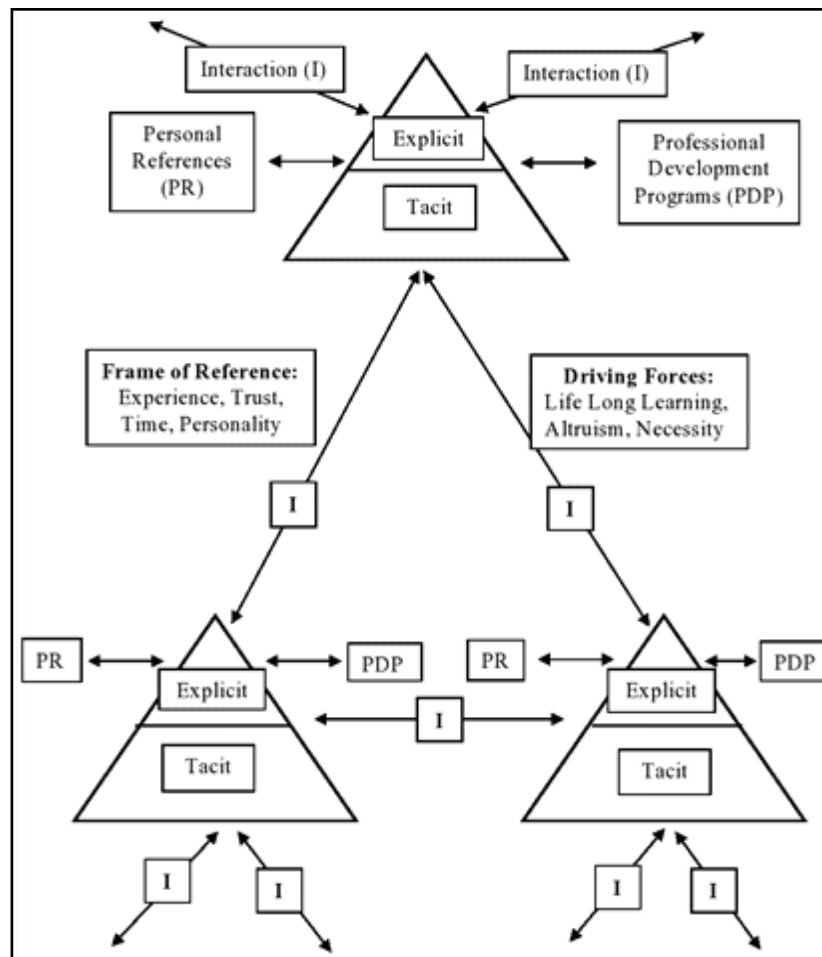 Interaction (I)
Interaction (I)
Personal
References
(PR)
Explicit
Professional
Development
Programs (PDP)
Tacit
Frame of Reference:
Experience, Trust,
Time, Personality
Driving Forces:
Life Long Learning,
Altruism, Necessity
I
I
PR
PDP
PR
PDP
Explicit
Explicit
I
Tacit
Tacit
I
I
I
I